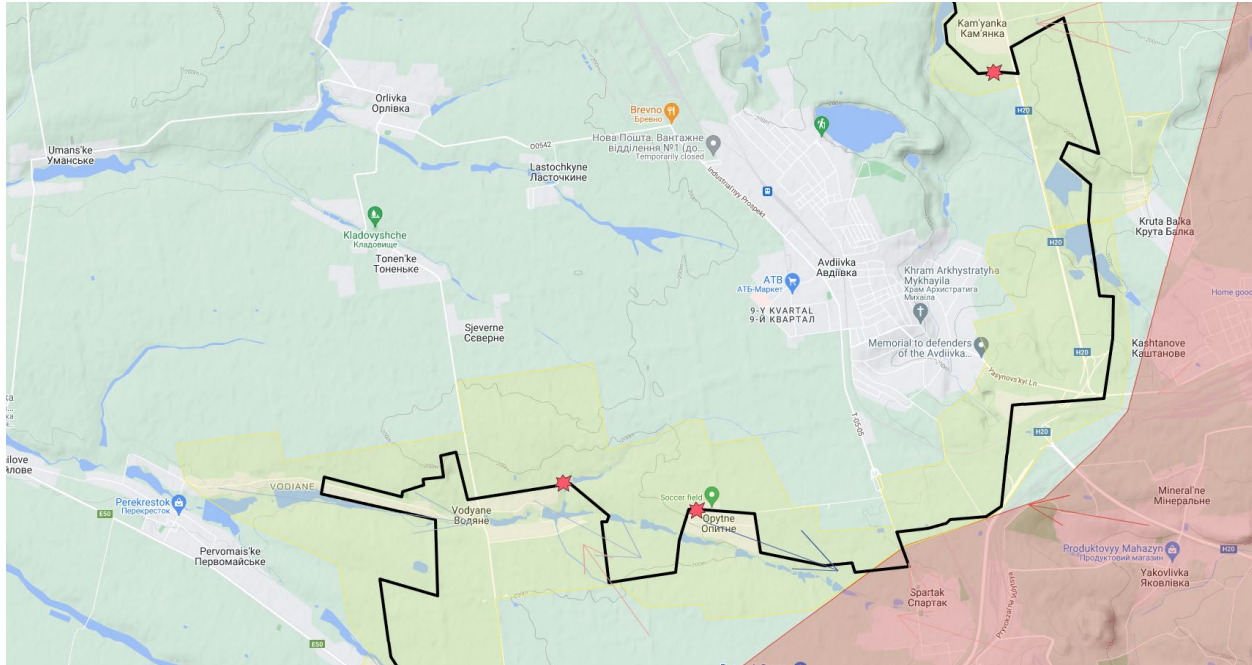 Kam'yanka
Кам'янка
Orlivka
Орлівка
Brevno
Бревно
Нова Пошта. Вантажне
відділення №1 (до...
Temporarily closed
H20
Umans'ke
Уманське
O0542
Lastochkyne
Ласточкине
Industrial'nyy Prospekt
Kladovyshche
Кладовище
Kruta Balka
Крута Балка
H20
Tonen'ke
Тоненьке
Avdiivka
Авдіївка
Khram Arkhystratyha
Mykhayila
Храм Архистратига
Михаїла
ATB
АТБ-Маркет
Home good
9-Y KVARTAL
9-Й КВАРТАЛ
Sjeverne
Сєверне
Memorial to defenders
of the Avdiivka...
H20
Kashtanove
Каштанове
Yasynovs'kyi Ln
T-05-05
H20
VODIANE
Soccer field
Perekrestok
Перекресток
E50
Vodyane
Водяне
Opytne
Опитне
Mineral'ne
Мінеральне
Pervomais'ke
Первомайське
Produktovyy Mahazyn
Продуктовий магазин
H20
Yakovlivka
Яковлівка
Spartak
Спартак
E50